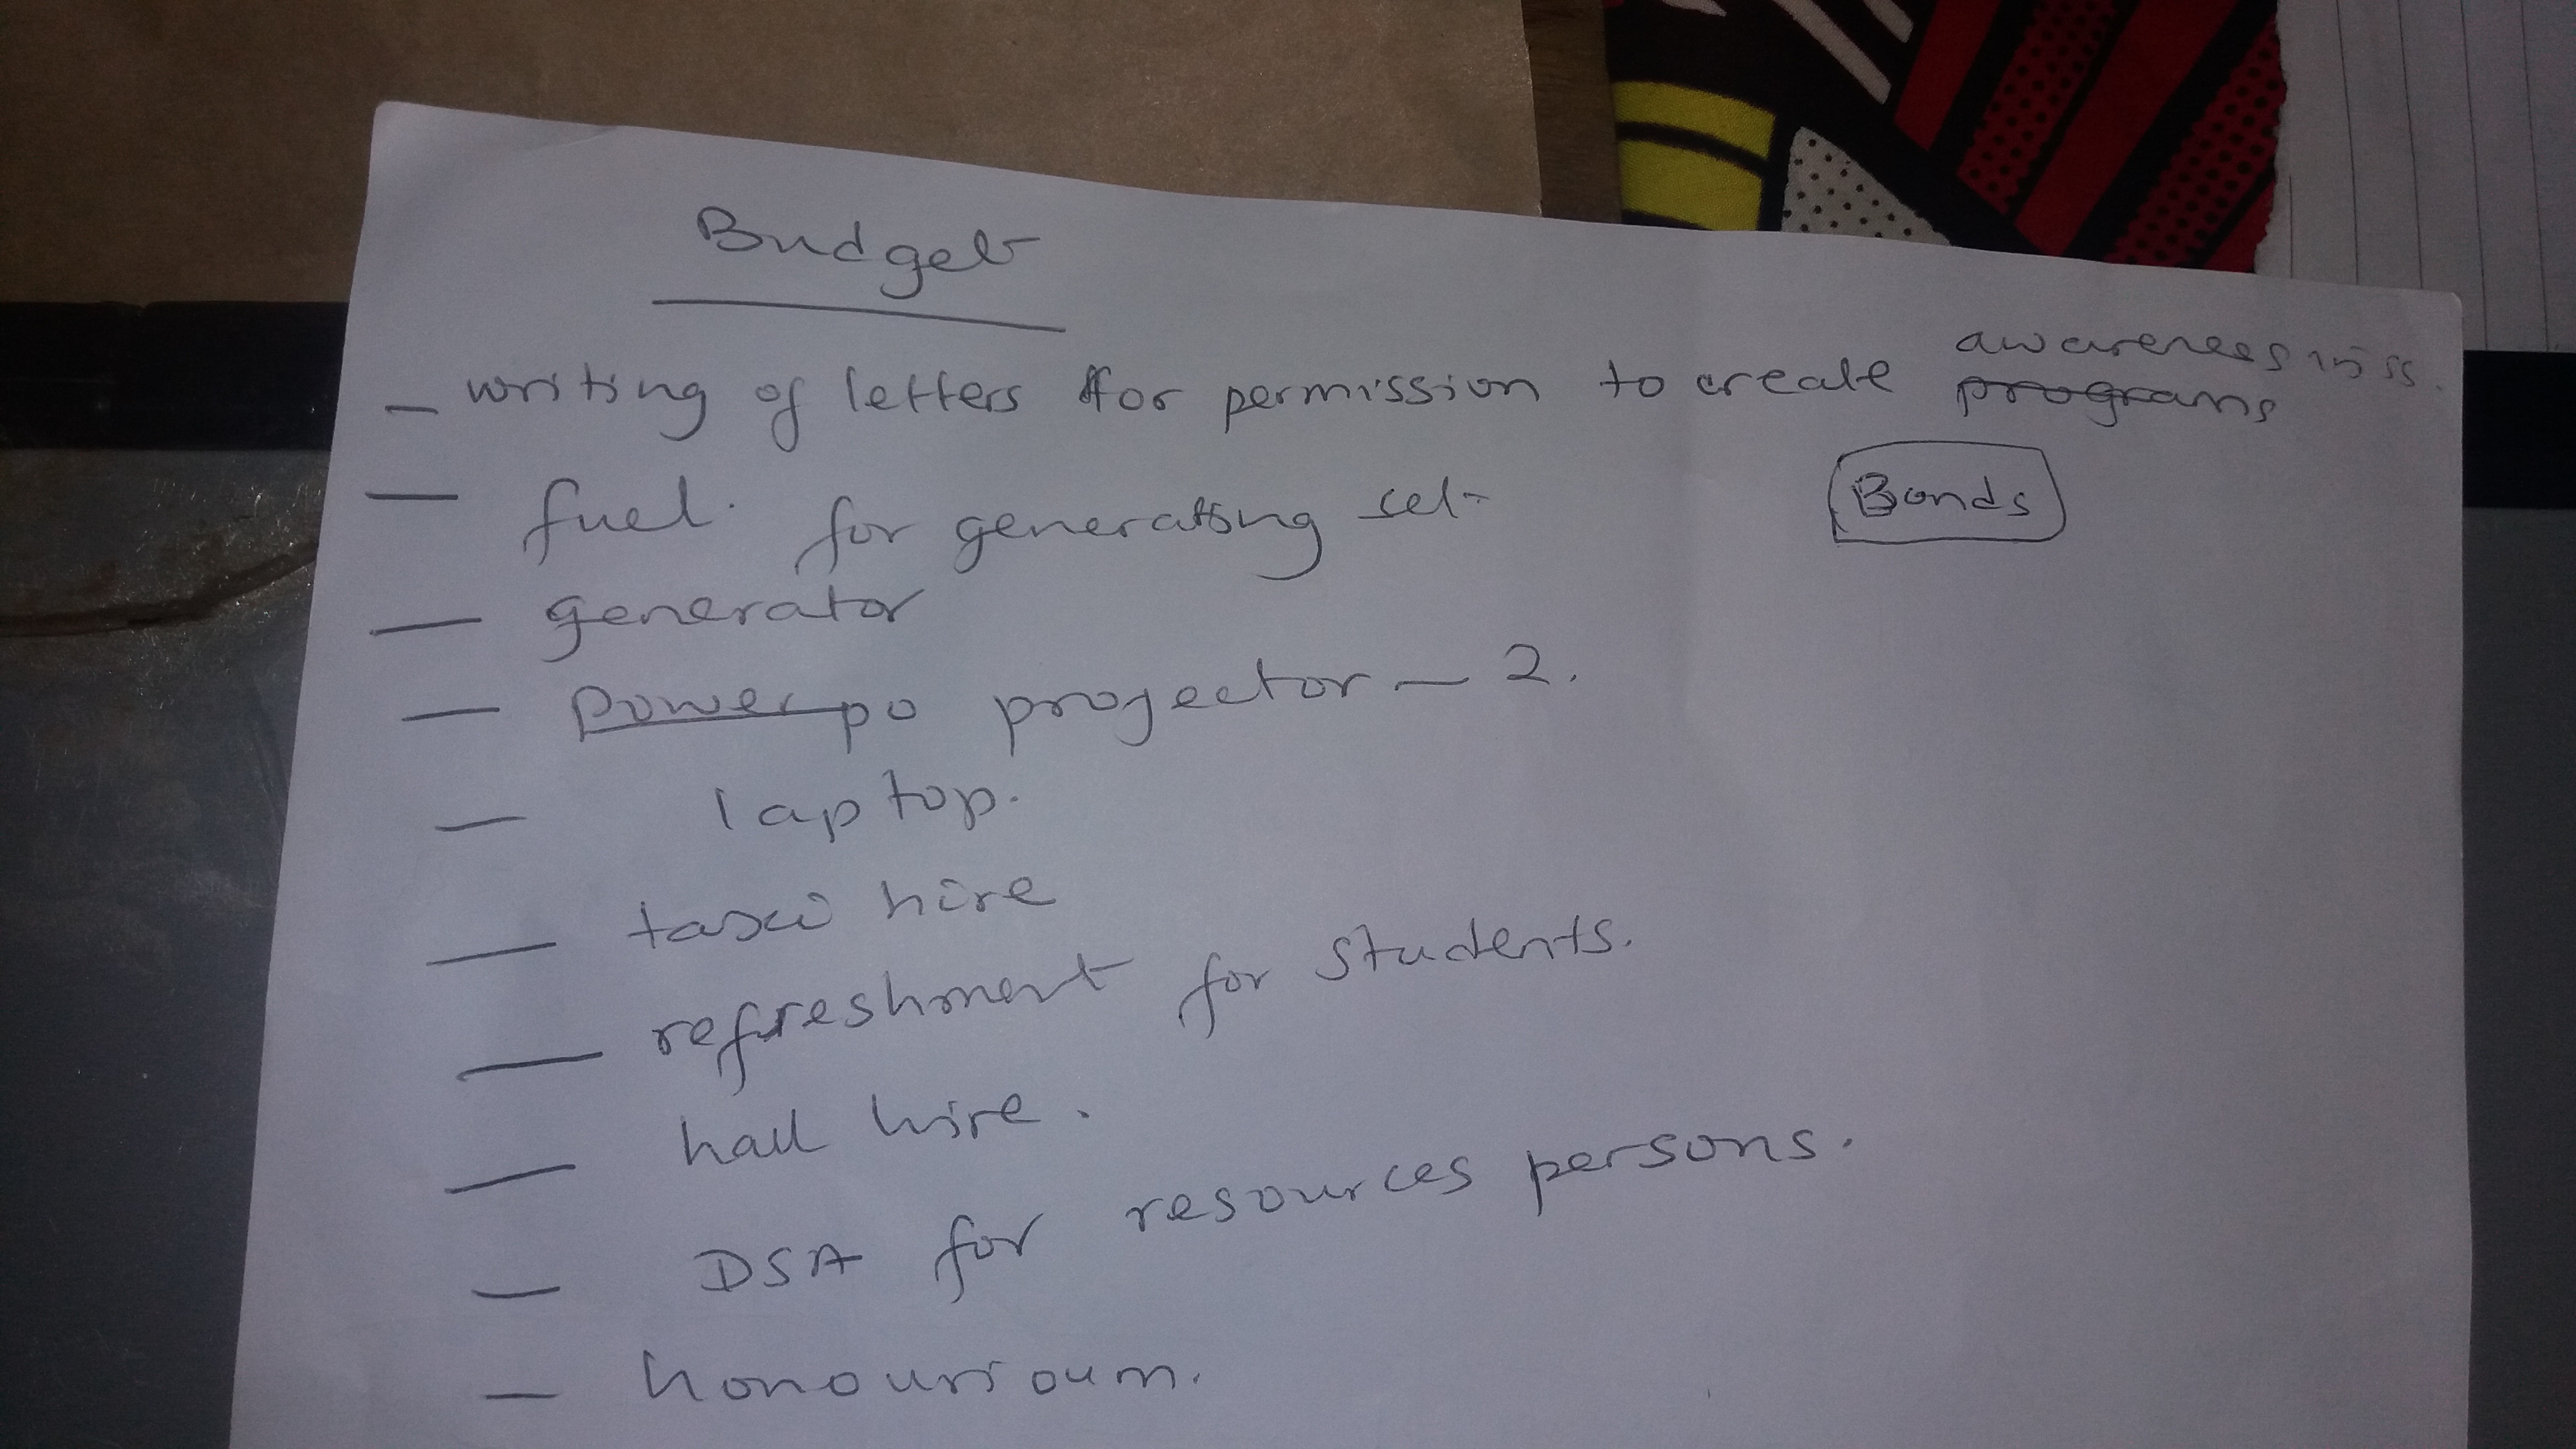 Budget
awareness in ss.
- writing of letters for permission to create programs
Bonds
- fuel. for generating set
- generator
- power po projector - 2.
- laptop.
- taxi hire
- refreshment for students.
- hall hire.
- DSA for resources persons.
- honourioum.